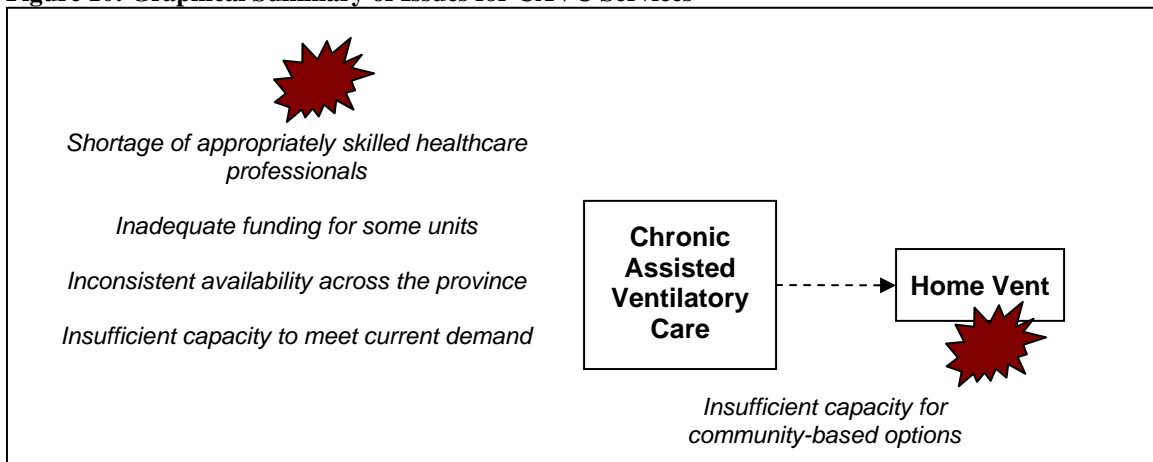 Figure Graphical Summary of Issues for Services
Shortage of appropriately skilled healthcare
professionals
Inadequate funding for some units
Inconsistent availability across the province
Insufficient capacity to meet current demand
Chronic
Assisted
Ventilatory
Care
Home Vent
Insufficient capacity for
community-based options